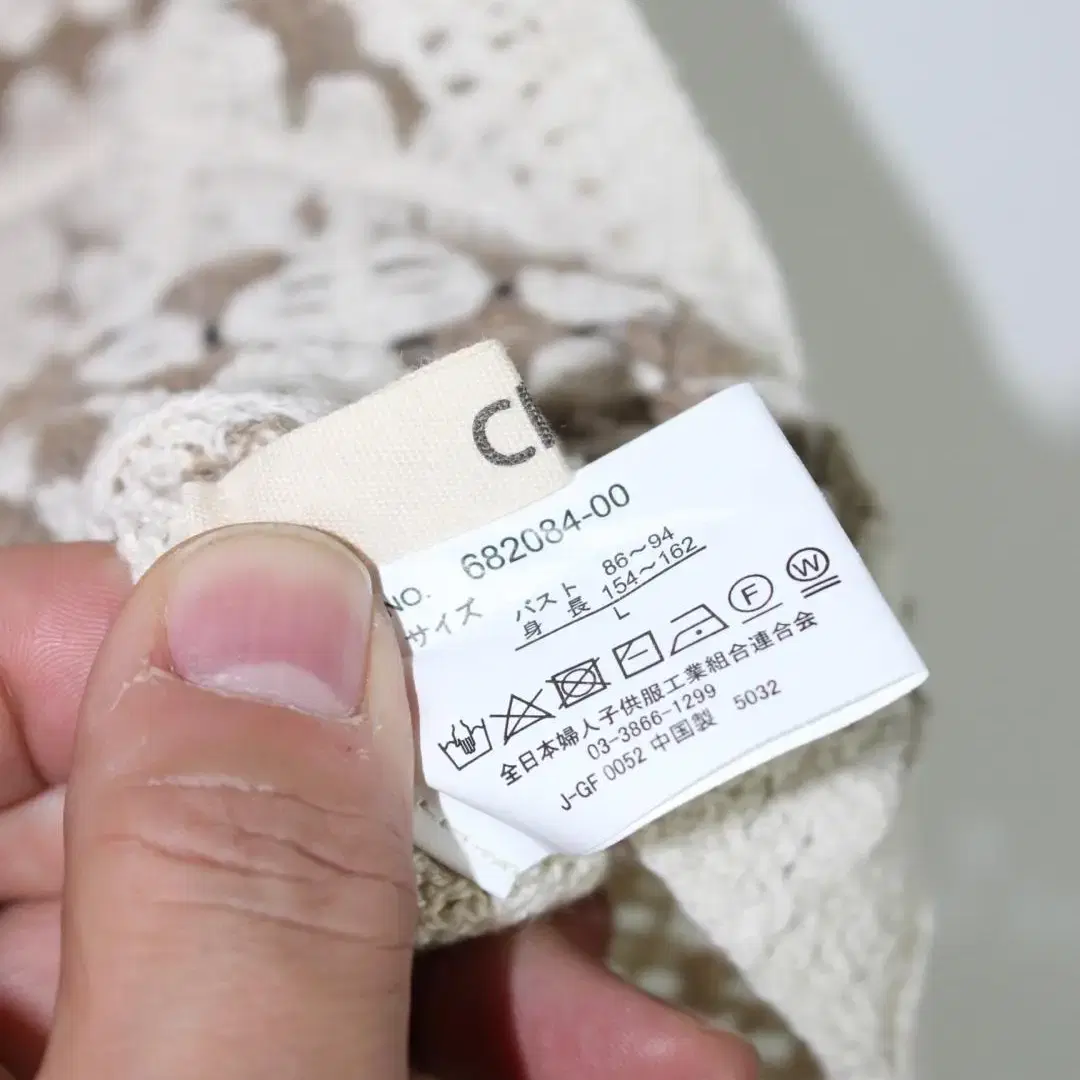 cl
NO. 682084-00
サイズ バスト 86～94
身 長 154～162
L
F W
全日本婦人子供服工業組合連合会
03-3866-1299
J-GF 0052 中国製 5032